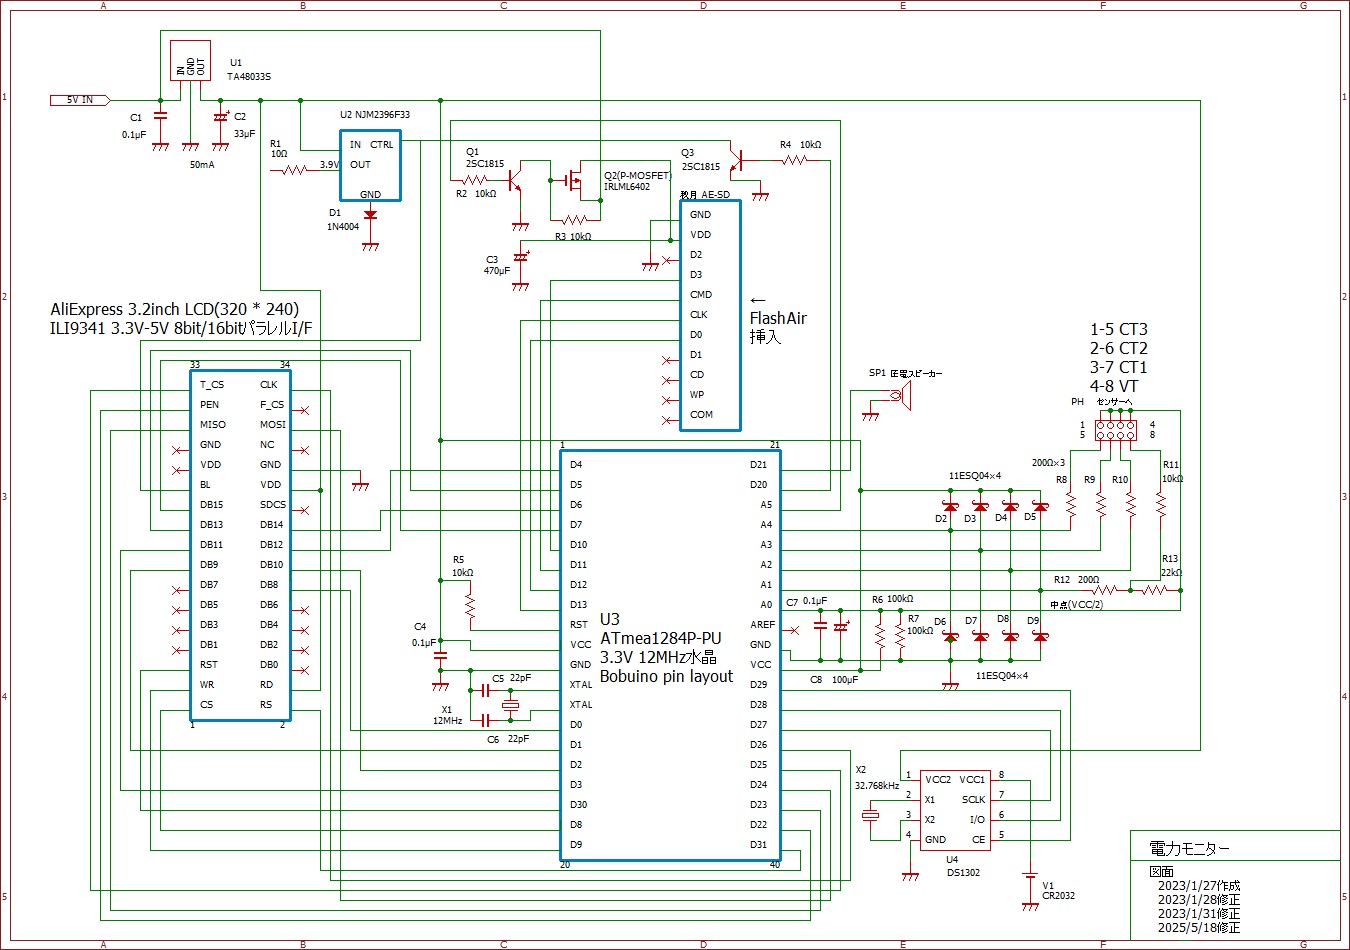 A B C D E F G
1 1
2 2
3 3
4 4
5 5
A B C D E F G
5V IN
IN
GND
OUT
U1
TA48033S
C1
0.1μF
C2
33μF
50mA
U2 NJM2396F33
IN CTRL
OUT
GND
R1
10Ω
3.9V
D1
1N4004
Q1
2SC1815
R2 10kΩ
Q2(P-MOSFET)
IRLML6402
R3 10kΩ
C3
470μF
Q3
2SC1815
R4 10kΩ
秋月 AE-SD
GND
VDD
D2
D3
CMD
CLK
D0
D1
CD
WP
COM
←
FlashAir
挿入
AliExpress 3.2inch LCD(320 * 240)
ILI9341 3.3V-5V 8bit/16bitパラレルI/F
33 34
T_CS CLK
PEN F_CS
MISO MOSI
GND NC
VDD GND
BL VDD
DB15 SDCS
DB13 DB14
DB11 DB12
DB9 DB10
DB7 DB8
DB5 DB6
DB3 DB4
DB1 DB2
RST DB0
WR RD
CS RS
1 2
R5
10kΩ
C4
0.1μF
C5 22pF
X1
12MHz
C6 22pF
1 21
D4 D21
D5 D20
D6 A5
D7 A4
D10 A3
D11 A2
D12 A1
D13 A0
RST AREF
VCC GND
GND VCC
XTAL D29
XTAL D28
D0 D27
D1 D26
D2 D25
D3 D24
D30 D23
D8 D22
D9 D31
20 40
U3
ATmea1284P-PU
3.3V 12MHz水晶
Bobuino pin layout
SP1 圧電スピーカー
1-5 CT3
2-6 CT2
3-7 CT1
4-8 VT
PH センサーへ
1 4
5 8
200Ω×3
R8 R9 R10
R11
10kΩ
11ESQ04×4
D2 D3 D4 D5
R13
22kΩ
R12 200Ω
中点(VCC/2)
C7 0.1μF
R6 100kΩ
R7
100kΩ
C8 100μF
D6 D7 D8 D9
11ESQ04×4
X2
32.768kHz
1 VCC2 VCC1 8
2 X1 SCLK 7
3 X2 I/O 6
4 GND CE 5
U4
DS1302
V1
CR2032
電力モニター
図面
2023/1/27作成
2023/1/28修正
2023/1/31修正
2025/5/18修正